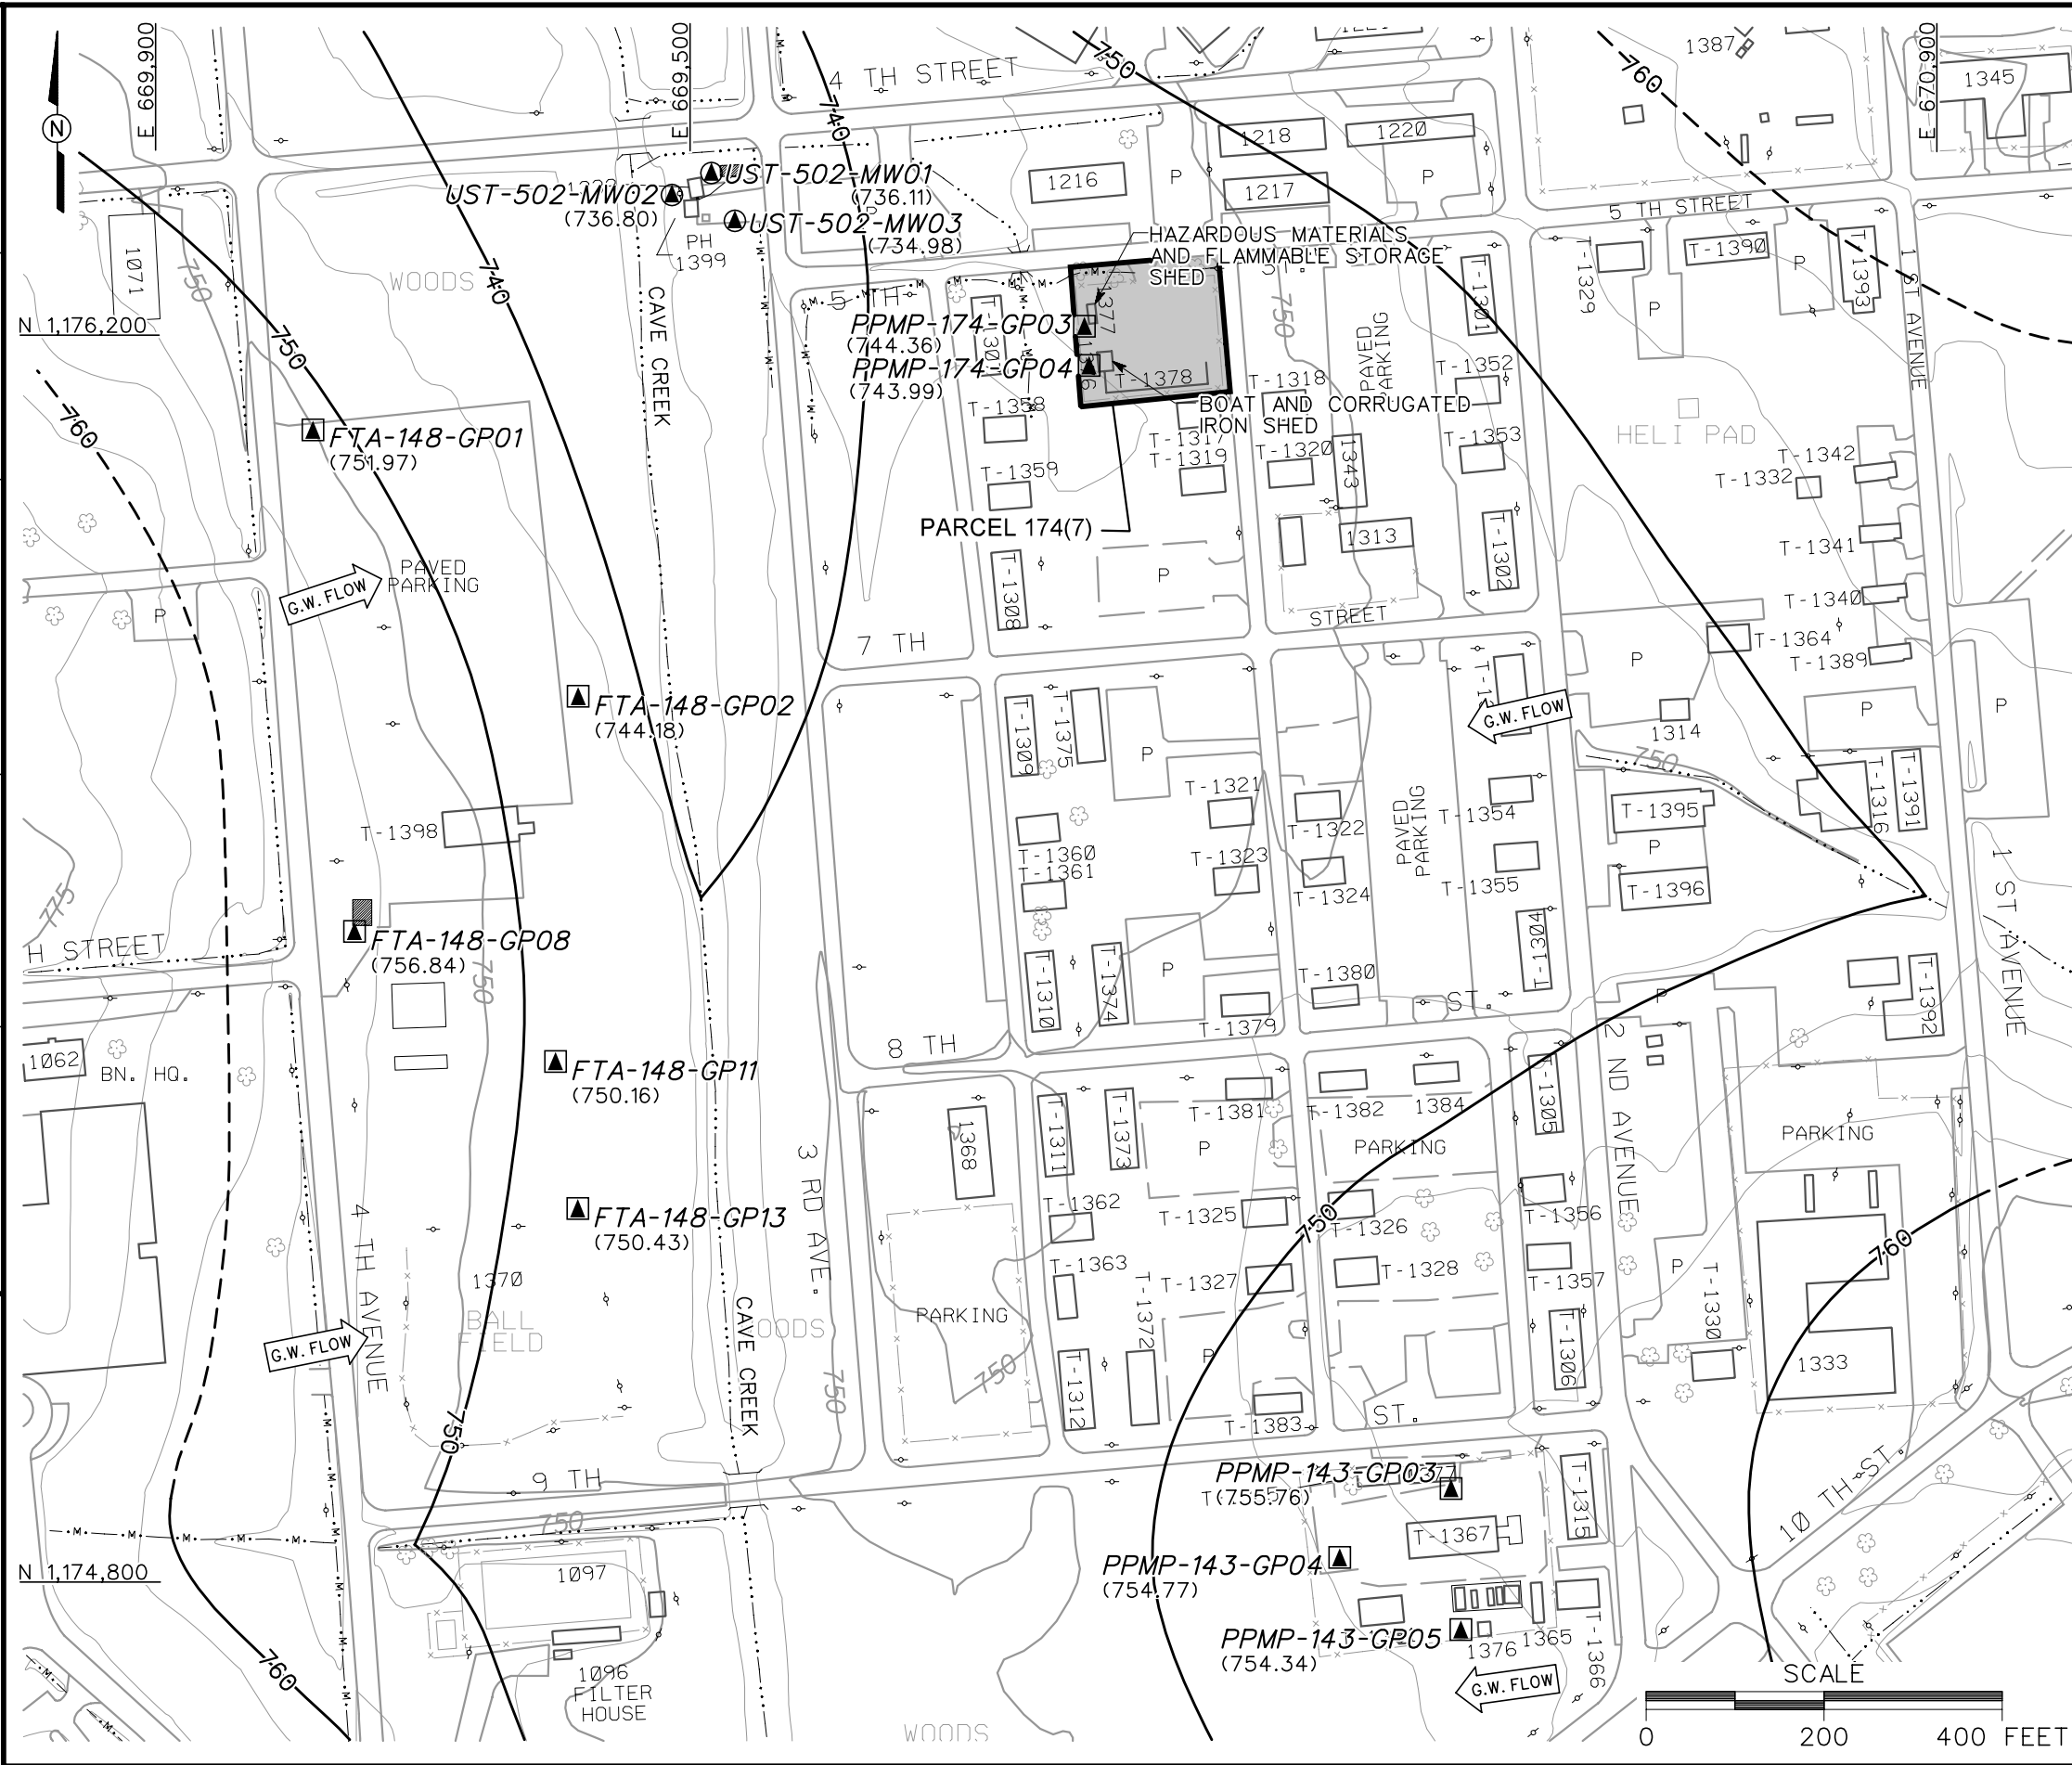 E 669,900
E 669,500
E 670,900
N
4 TH STREET
750
760
1387
1345
740
1218
1220
1216
P
1217
P
UST-502-MW01
(736.11)
UST-502-MW02
(736.80)
UST-502-MW03
(734.98)
PH
1399
5 TH STREET
T-1329
T-1390
P
T-1393
1 ST AVENUE
1071
750
WOODS
740
CAVE CREEK
HAZARDOUS MATERIALS
AND FLAMMABLE STORAGE
SHED
5 TH
ST.
750
T-1301
P
N 1,176,200
750
PPMP-174-GP03
(744.36)
1377
PPMP-174-GP04
(743.99)
T-1378
PAVED
PARKING
T-1318
T-1352
BOAT AND CORRUGATED
IRON SHED
T-1358
T-1317
T-1319
T-1320
1343
T-1353
HELI PAD
T-1342
T-1332
760
FTA-148-GP01
(751.97)
T-1359
PARCEL 174(7)
1313
T-1302
T-1341
T-1308
P
PAVED
PARKING
G.W. FLOW
P
7 TH
STREET
T-1340
T-1364
T-1389
P
FTA-148-GP02
(744.18)
T-1309
T-1375
P
G.W. FLOW
1314
P
P
750
T-1321
T-1322
PAVED
PARKING
T-1354
T-1395
P
T-1316
T-1391
T-1398
T-1360
T-1361
T-1323
T-1324
T-1355
T-1396
775
1 ST AVENUE
H STREET
FTA-148-GP08
(756.84)
750
T-1310
T-1374
P
T-1380
T-1304
T-1379
ST.
P
T-1392
1062
BN. HQ.
8 TH
FTA-148-GP11
(750.16)
2 ND AVENUE
T-1305
1368
T-1311
T-1373
T-1381
T-1382
1384
P
PARKING
PARKING
3 RD AVE.
FTA-148-GP13
(750.43)
T-1362
T-1325
750
T-1326
T-1356
4 TH AVENUE
760
T-1363
T-1372
T-1327
T-1328
T-1357
P
T-1330
1370
BALL
FIELD
CAVE CREEK
PARKING
G.W. FLOW
750
750
T-1312
P
T-1306
1333
T-1383
ST.
750
9 TH
10 TH ST.
PPMP-143-GP03
(755.76)
T-1315
750
T-1367
PPMP-143-GP04
(754.77)
N 1,174,800
1097
PPMP-143-GP05
(754.34)
1376
1365
T-1366
760
1096
FILTER
HOUSE
G.W. FLOW
WOODS
SCALE
0 200 400 FEET